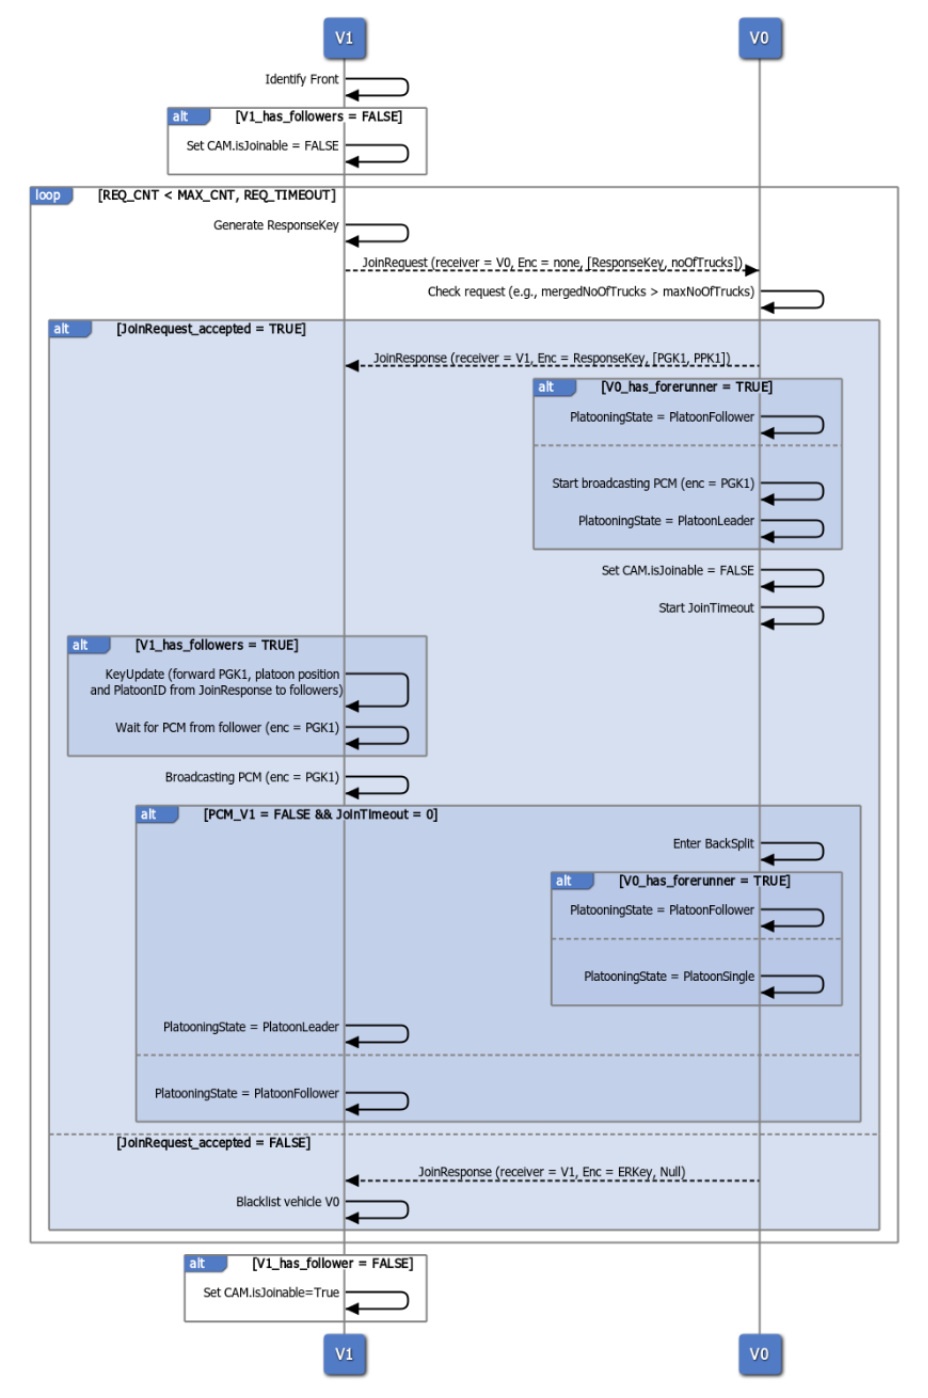 V1
V0
Identify Front
alt
[V1_has_followers = FALSE]
Set CAM.isJoinable = FALSE
loop
[REQ_CNT < MAX_CNT, REQ_TIMEOUT]
Generate ResponseKey
JoinRequest (receiver = V0, Enc = none, [ResponseKey, noOfTrucks])
Check request (e.g., mergedNoOfTrucks > maxNoOfTrucks)
alt
[JoinRequest_accepted = TRUE]
JoinResponse (receiver = V1, Enc = ResponseKey, [PGK1, PPK1])
alt
[V0_has_forerunner = TRUE]
PlatooningState = PlatoonFollower
Start broadcasting PCM (enc = PGK1)
PlatooningState = PlatoonLeader
Set CAM.isJoinable = FALSE
Start JoinTimeout
alt
[V1_has_followers = TRUE]
KeyUpdate (forward PGK1, platoon position
and PlatoonID from JoinResponse to followers)
Wait for PCM from follower (enc = PGK1)
Broadcasting PCM (enc = PGK1)
alt
[PCM_V1 = FALSE && JoinTimeout = 0]
Enter BackSplit
alt
[V0_has_forerunner = TRUE]
PlatooningState = PlatoonFollower
PlatooningState = PlatoonSingle
PlatooningState = PlatoonLeader
PlatooningState = PlatoonFollower
[JoinRequest_accepted = FALSE]
JoinResponse (receiver = V1, Enc = ERKey, Null)
Blacklist vehicle V0
alt
[V1_has_follower = FALSE]
Set CAM.isJoinable=True
V1
V0